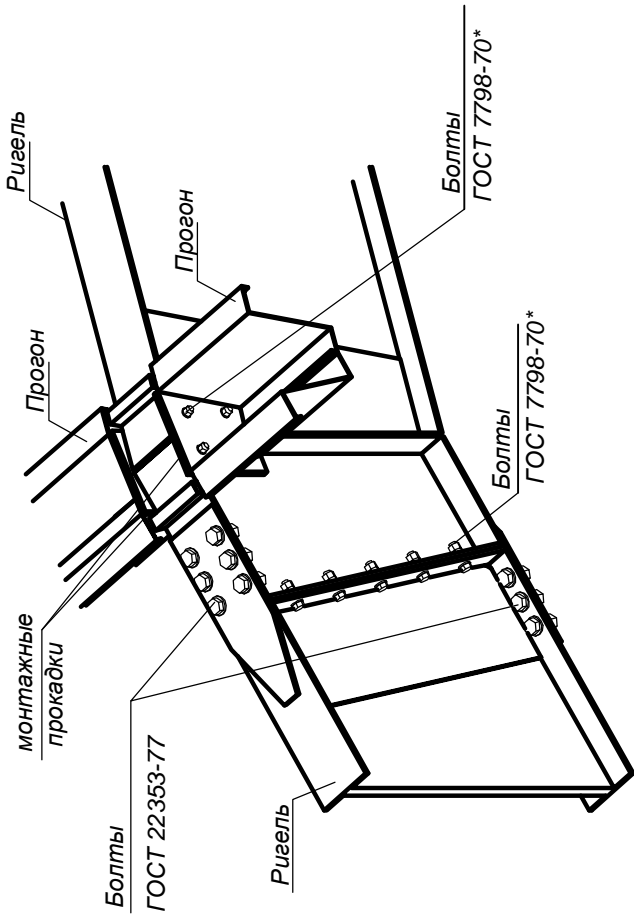 монтажные
прокадки
Прогон
Ригель
Прогон
Болты
ГОСТ 22353-77
Ригель
Болты
ГОСТ 7798-70*
Болты
ГОСТ 7798-70*